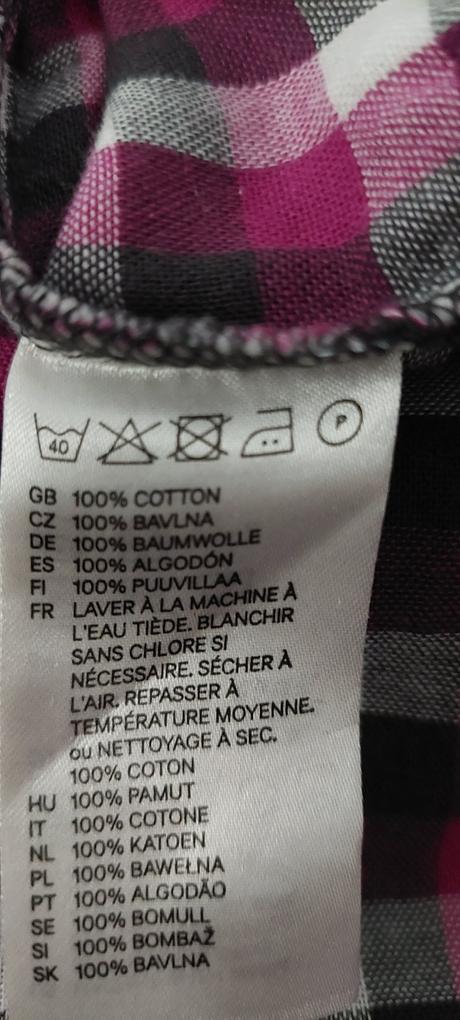 40
P
GB 100% COTTON
CZ 100% BAVLNA
DE 100% BAUMWOLLE
ES 100% ALGODÓN
FI 100% PUUVILLAA
FR LAVER À LA MACHINE À
L'EAU TIÈDE. BLANCHIR
SANS CHLORE SI
NÉCESSAIRE. SÉCHER À
L'AIR. REPASSER À
TEMPÉRATURE MOYENNE.
OU NETTOYAGE À SEC.
100% COTON
HU 100% PAMUT
IT 100% COTONE
NL 100% KATOEN
PL 100% BAWEŁNA
PT 100% ALGODÃO
SE 100% BOMULL
SI 100% BOMBAŽ
SK 100% BAVLNA